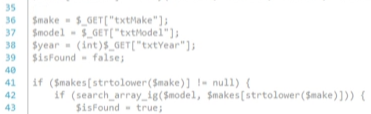 35
36 $make = $_GET["txtMake"];
37 $model = $_GET["txtModel"];
38 $year = (int)$_GET["txtYear"];
39 $isFound = false;
40
41 if ($makes[strtolower($make)] != null) {
42 if (search_array_ig($model, $makes[strtolower($make)])) {
43 $isFound = true;